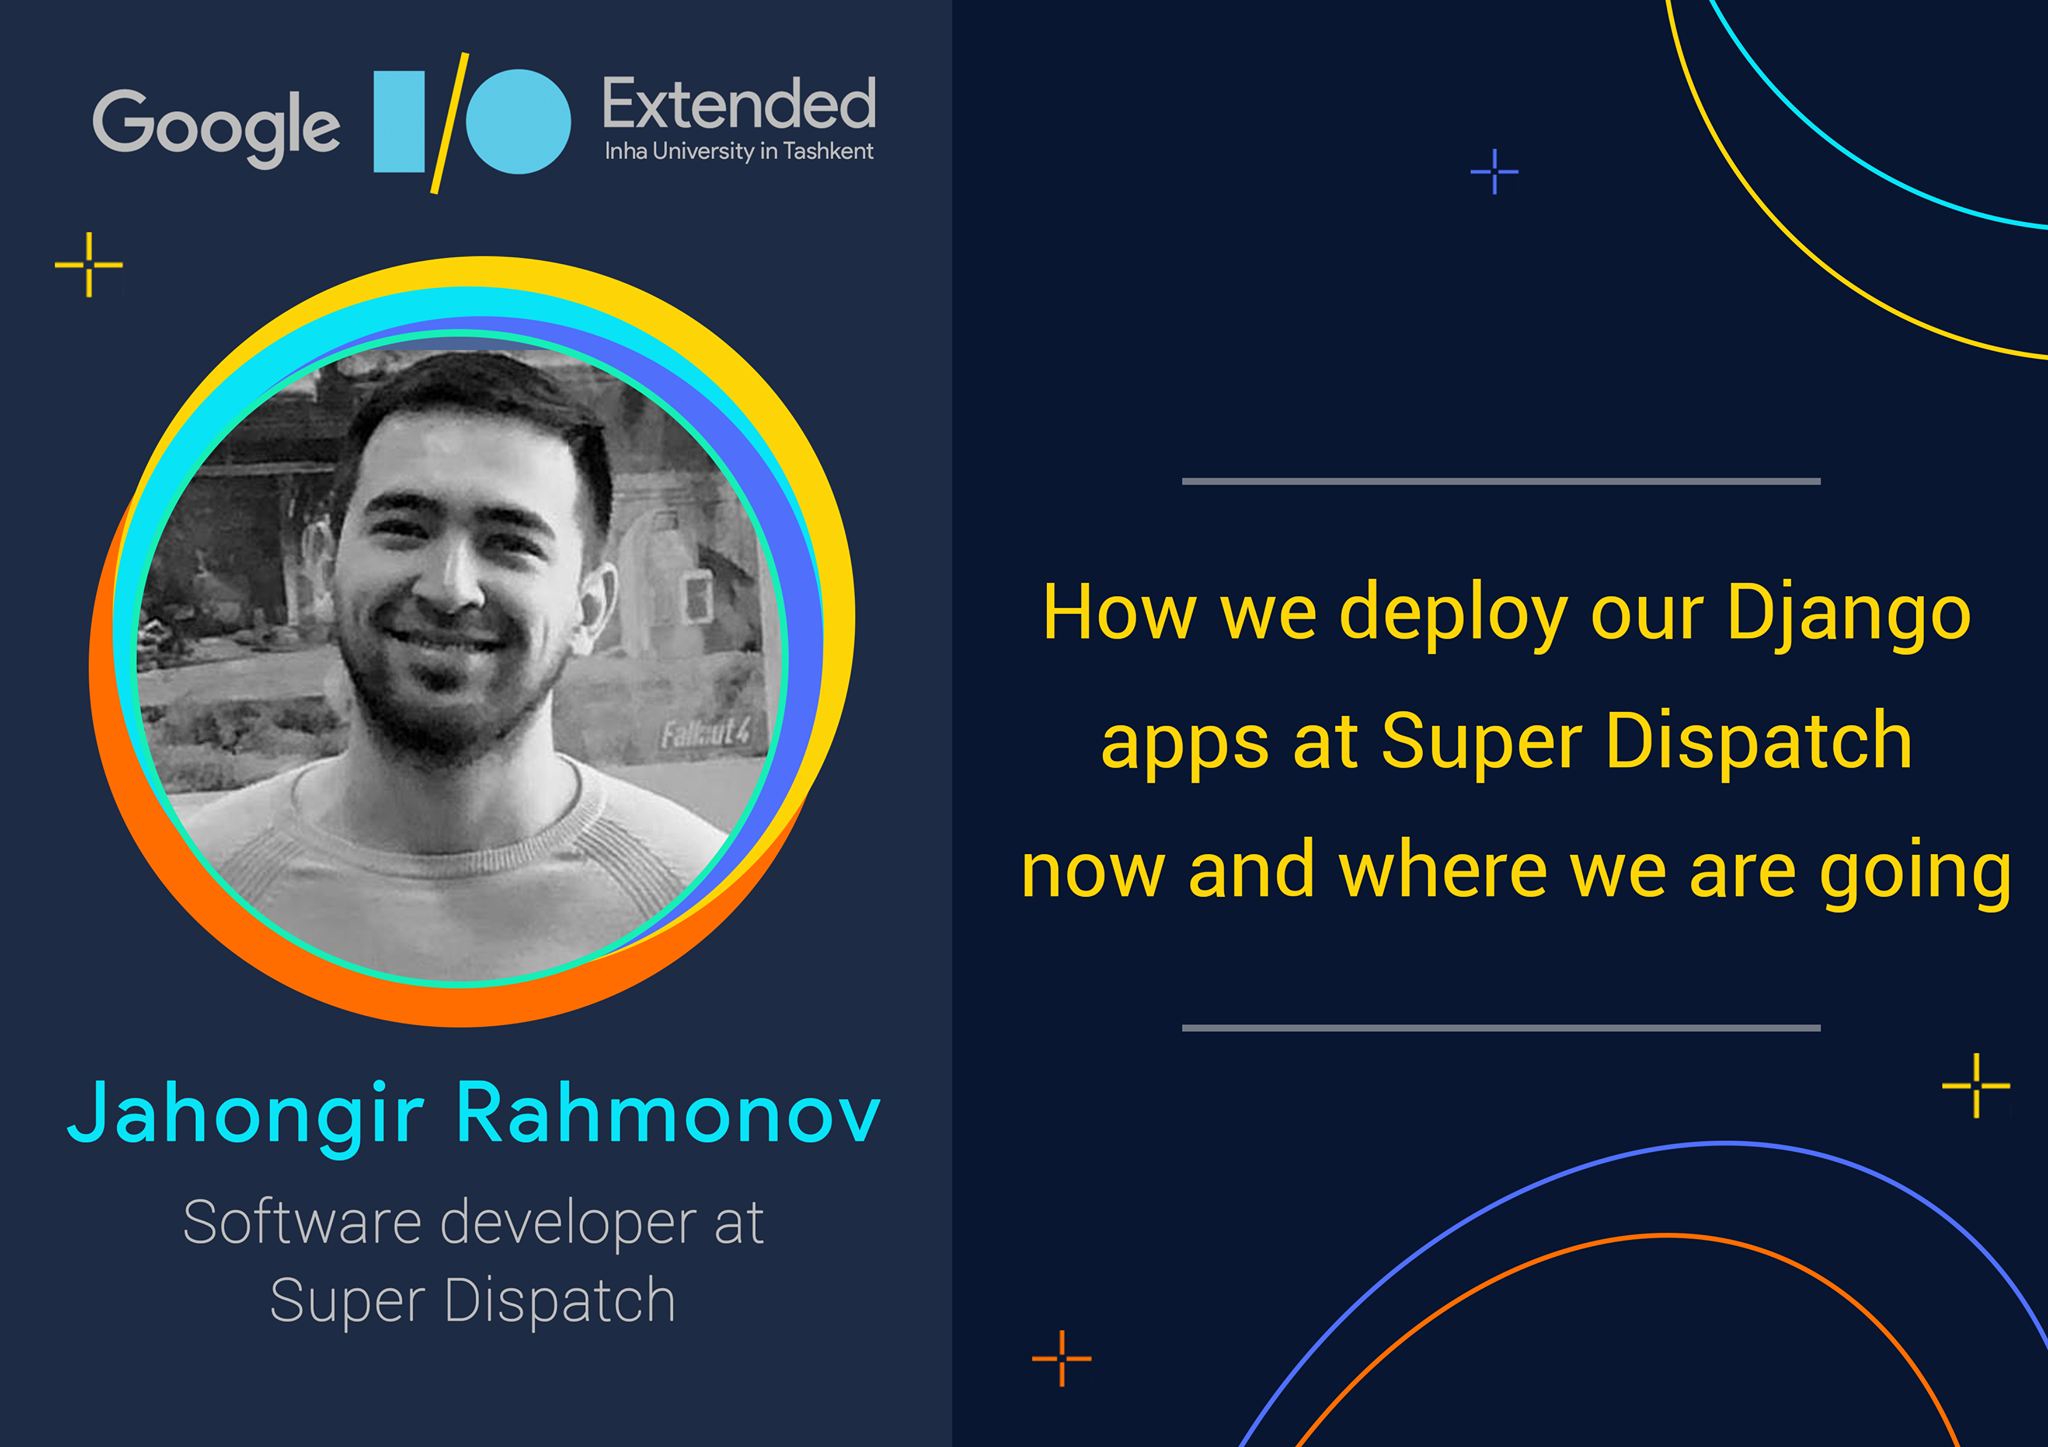 Google I/O Extended
Inha University in Tashkent
Fallout 4
Jahongir Rahmonov
Software developer at
Super Dispatch
How we deploy our Django
apps at Super Dispatch
now and where we are going